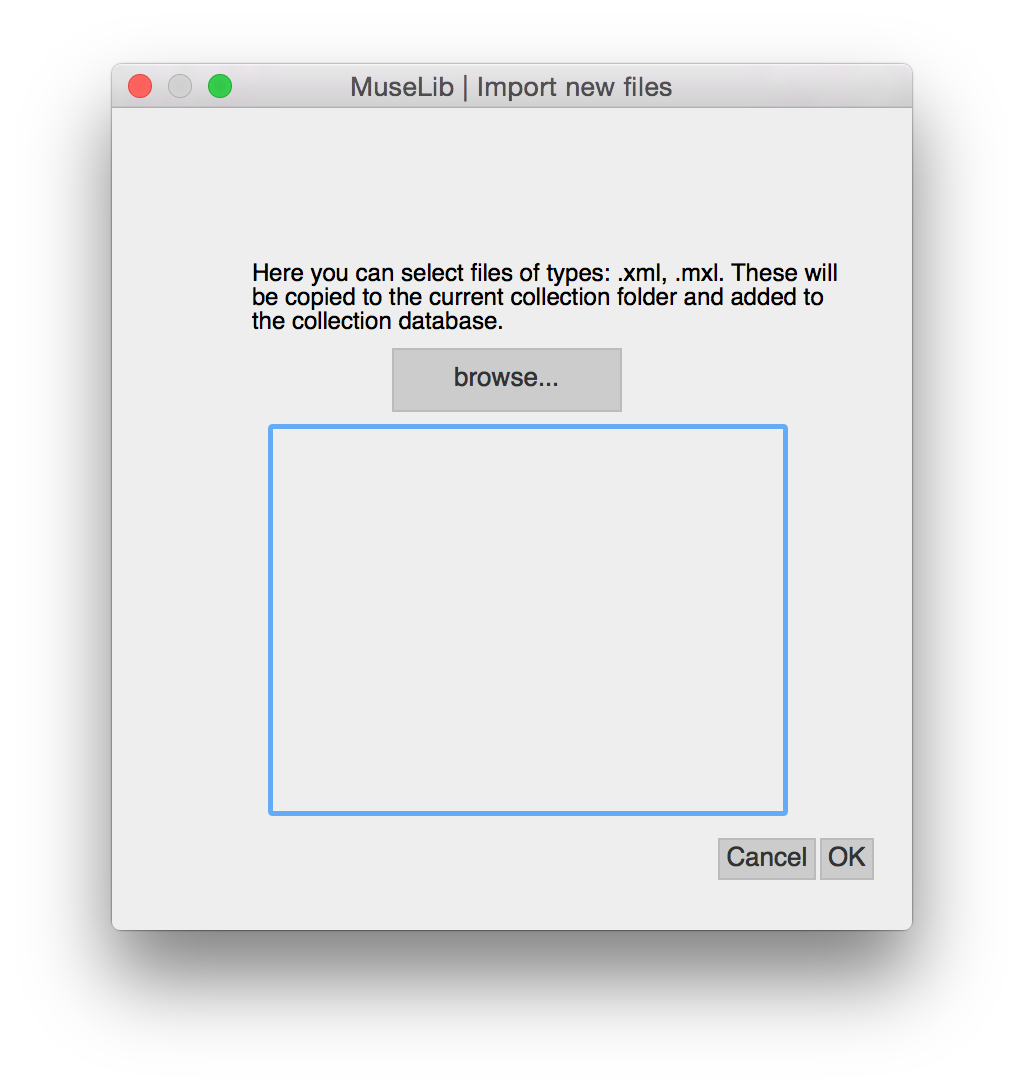 MuseLib | Import new files
Here you can select files of types: .xml, .mxl. These will
be copied to the current collection folder and added to
the collection database.
browse...
Cancel OK